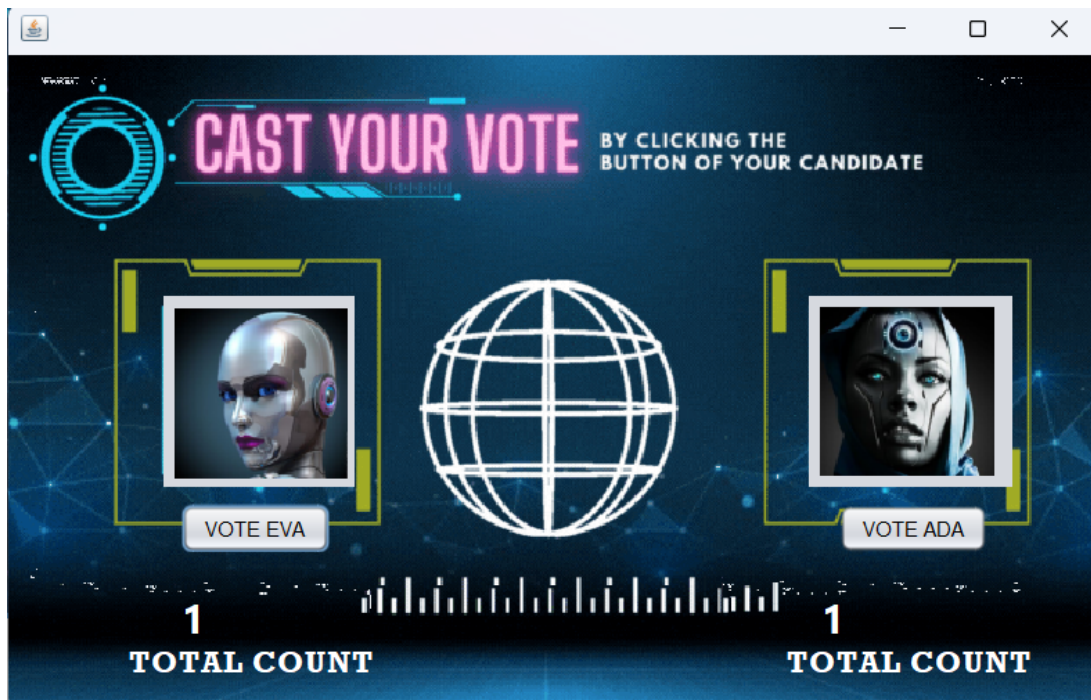 CAST YOUR VOTE
BY CLICKING THE
BUTTON OF YOUR CANDIDATE
VOTE EVA
VOTE ADA
1
1
TOTAL COUNT
TOTAL COUNT